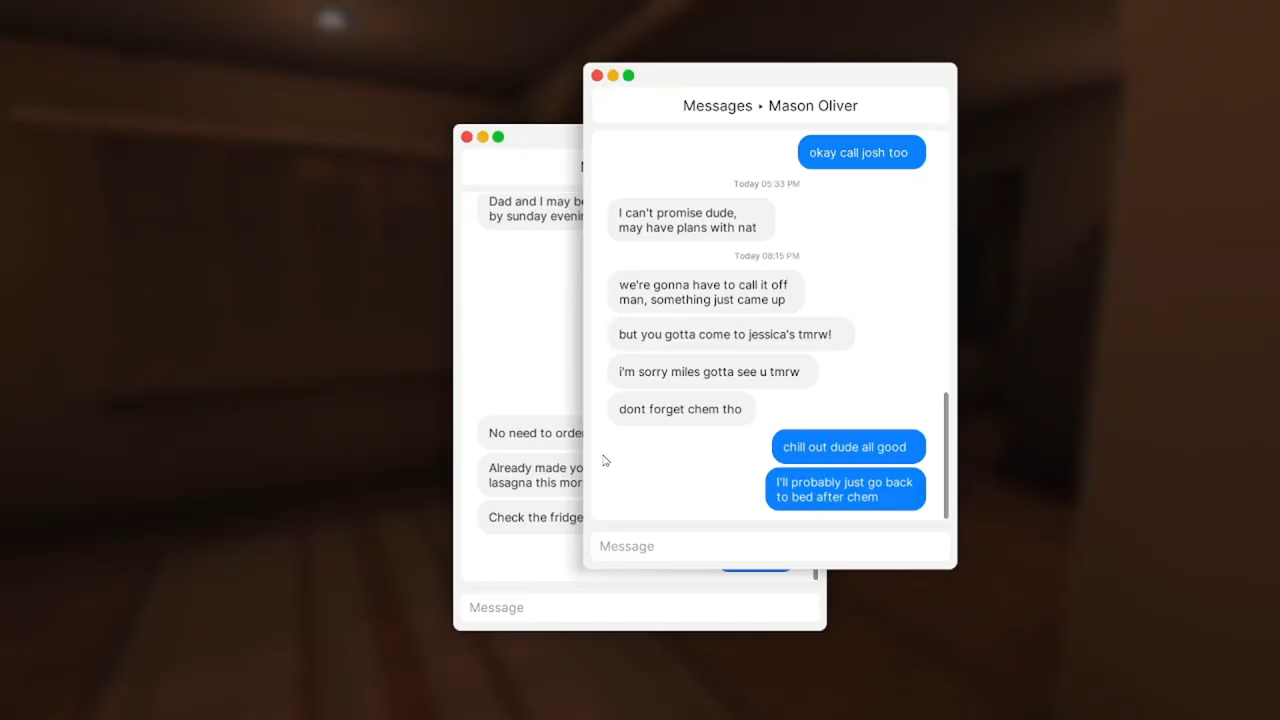 Messages ▸ Mason Oliver
okay call josh too
Today 05:33 PM
I can't promise dude,
may have plans with nat
Today 08:15 PM
we're gonna have to call it off
man, something just came up
but you gotta come to jessica's tmrw!
i'm sorry miles gotta see u tmrw
dont forget chem tho
chill out dude all good
I'll probably just go back
to bed after chem
Message
Dad and I may be
by sunday
No need to
Already made
lasagna this
Check the fridge
Message